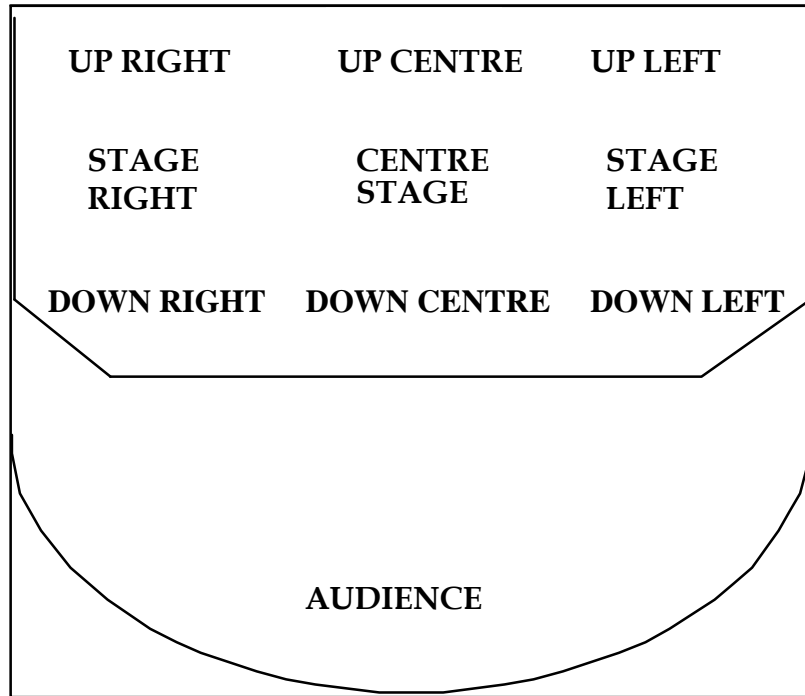 UP RIGHT UP CENTRE UP LEFT
STAGE RIGHT CENTRE STAGE STAGE LEFT
DOWN RIGHT DOWN CENTRE DOWN LEFT
AUDIENCE